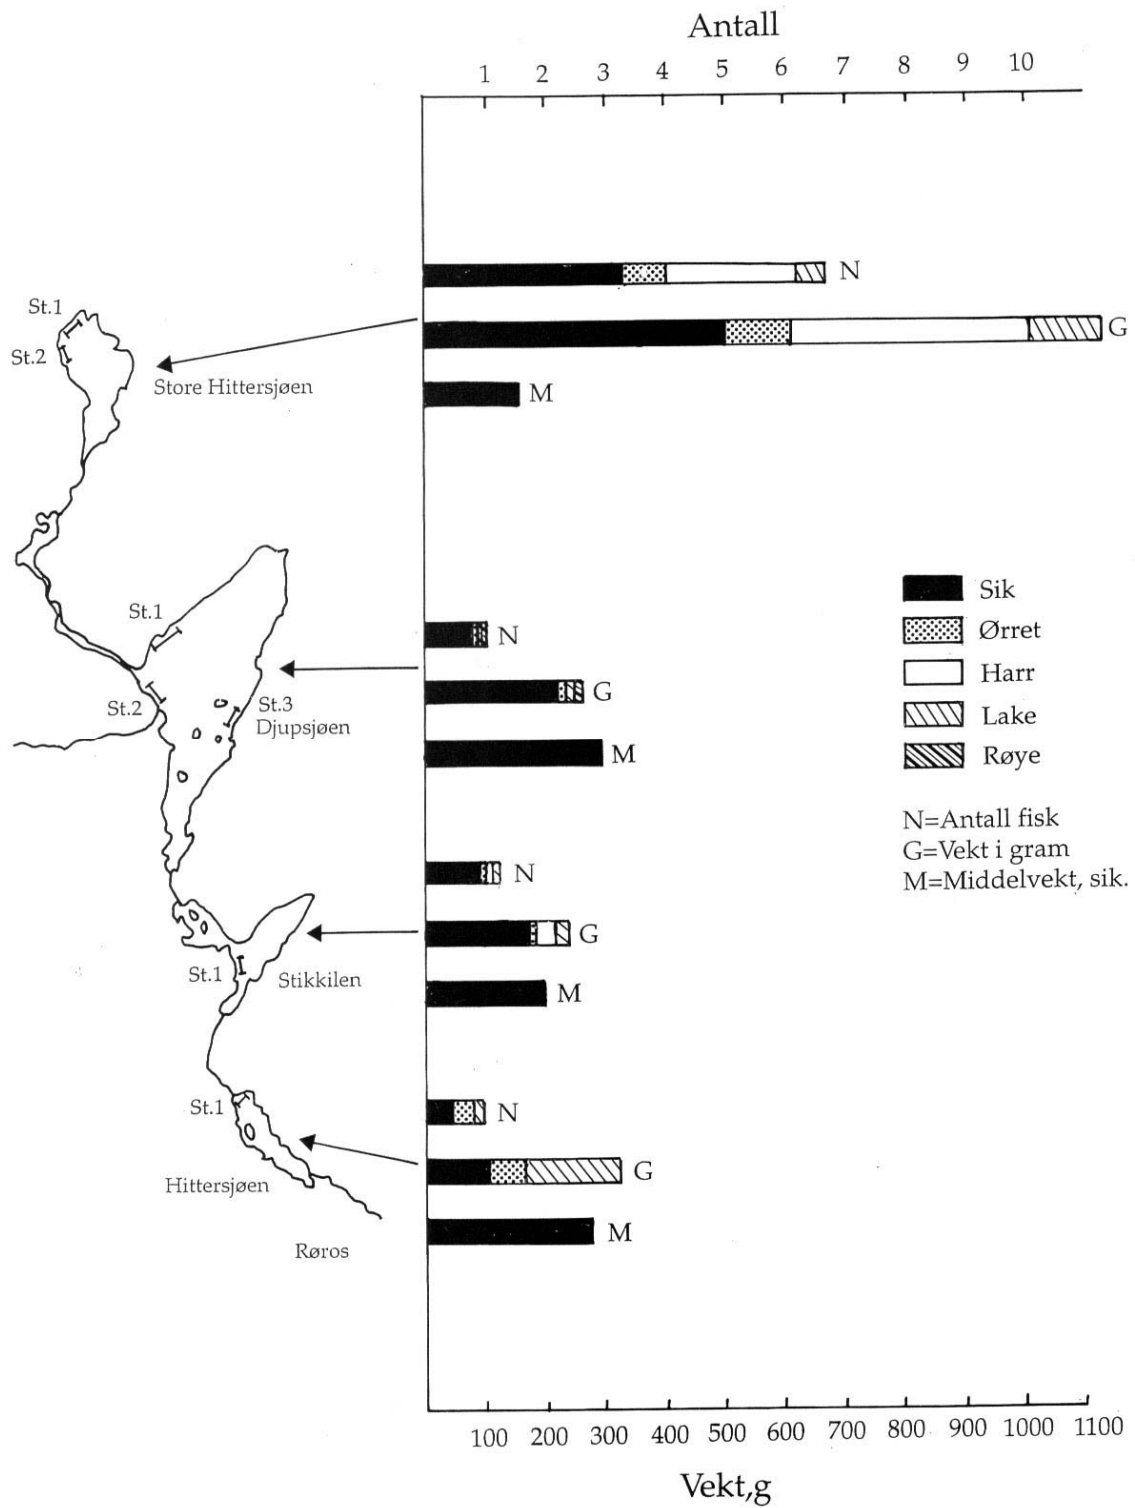 Antall
1 2 3 4 5 6 7 8 9 10
N
St.1
G
St.2
Store Hittersjøen
M
Sik
St.1
N
Ørret
Harr
G
St.2
St.3
Djupsjøen
Lake
M
Røye
N=Antall fisk
G=Vekt i gram
M=Middelvekt, sik.
N
G
St.1
Stikkilen
M
St.1
N
G
Hittersjøen
M
Røros
100 200 300 400 500 600 700 800 900 1000 1100
Vekt,g